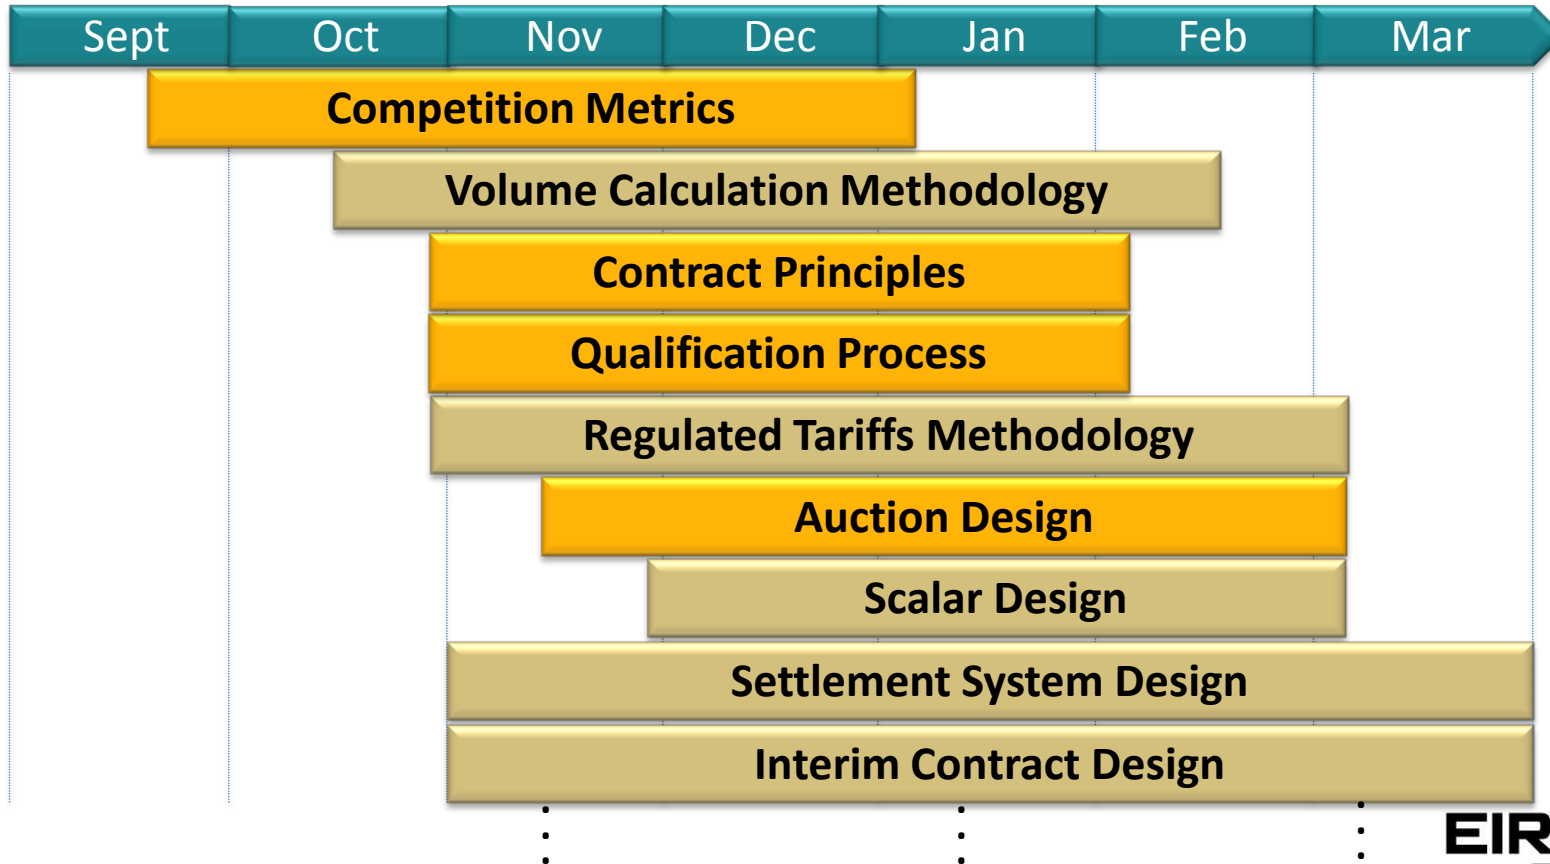 Sept Oct Nov Dec Jan Feb Mar
Competition Metrics
Volume Calculation Methodology
Contract Principles
Qualification Process
Regulated Tariffs Methodology
Auction Design
Scalar Design
Settlement System Design
Interim Contract Design
EIR